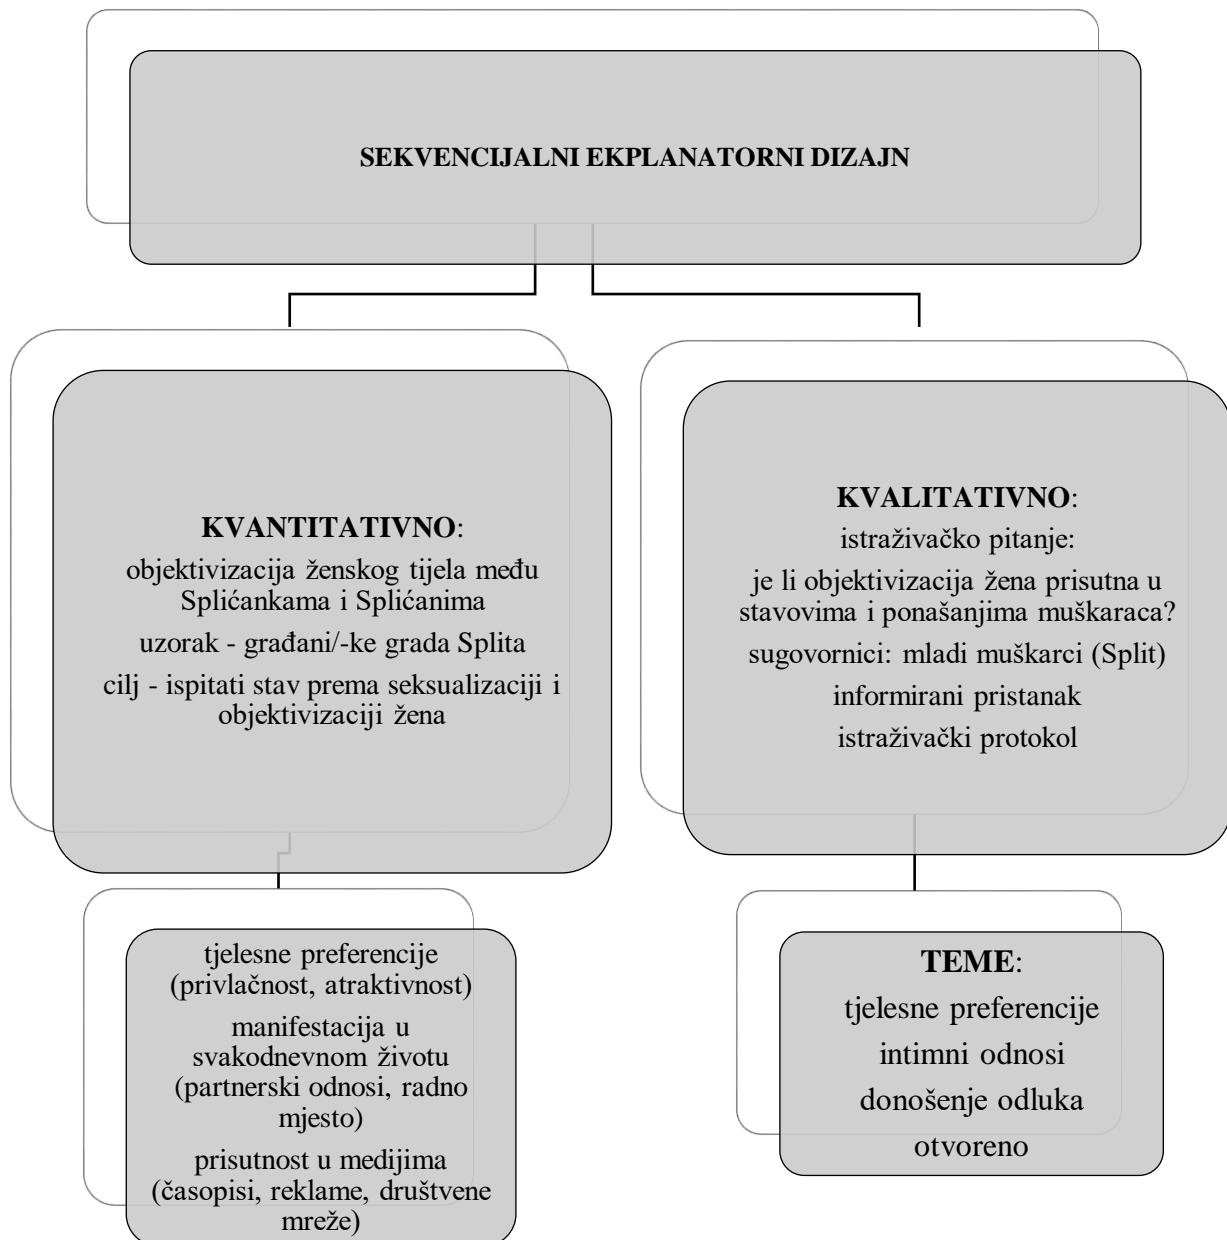 SEKVENCIJALNI EKPLANATORNI DIZAJN
KVANTITATIVNO:
objektivizacija ženskog tijela među
Splićankama i Splićanima
uzorak - građani/-ke grada Splita
cilj - ispitati stav prema seksualizaciji i
objektivizaciji žena
tjelesne preferencije
(privlačnost, atraktivnost)
manifestacija u
svakodnevnom životu
(partnerski odnosi, radno
mjesto)
prisutnost u medijima
(časopisi, reklame, društvene
mreže)
KVALITATIVNO:
istraživačko pitanje:
je li objektivizacija žena prisutna u
stavovima i ponašanjima muškaraca?
sugovornici: mladi muškarci (Split)
informirani pristanak
istraživački protokol
TEME:
tjelesne preferencije
intimni odnosi
donošenje odluka
otvoreno